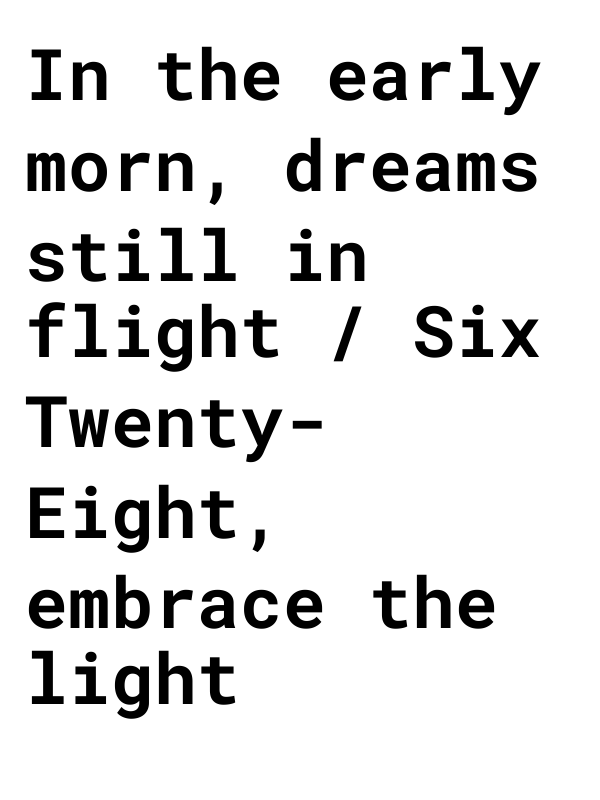 In the early
morn, dreams
still in
flight / Six
Twenty-
Eight,
embrace the
light